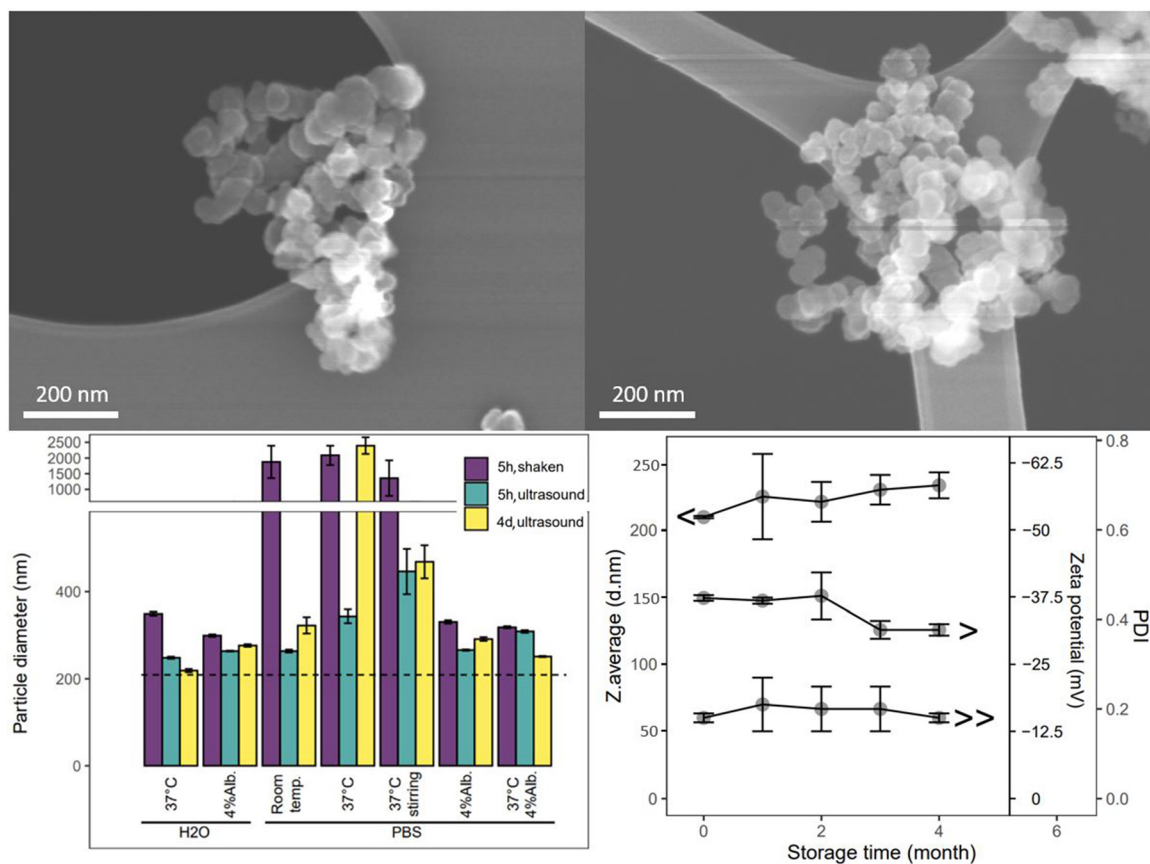 200 nm
200 nm
2500
2000
1500
1000
400
200
0
Particle diameter (nm)
5h,shaken
5h,ultrasound
4d,ultrasound
37°C
4%Alb.
Room
temp.
37°C
37°C
stirring
4%Alb.
37°C
4%Alb.
H2O
PBS
250
200
150
100
50
0
Z.average (d.nm)
<
>
>>
−62.5
−50
−37.5
−25
−12.5
0
Zeta potential (mV)
0.8
0.6
0.4
0.2
0.0
PDI
0
2
4
6
Storage time (month)